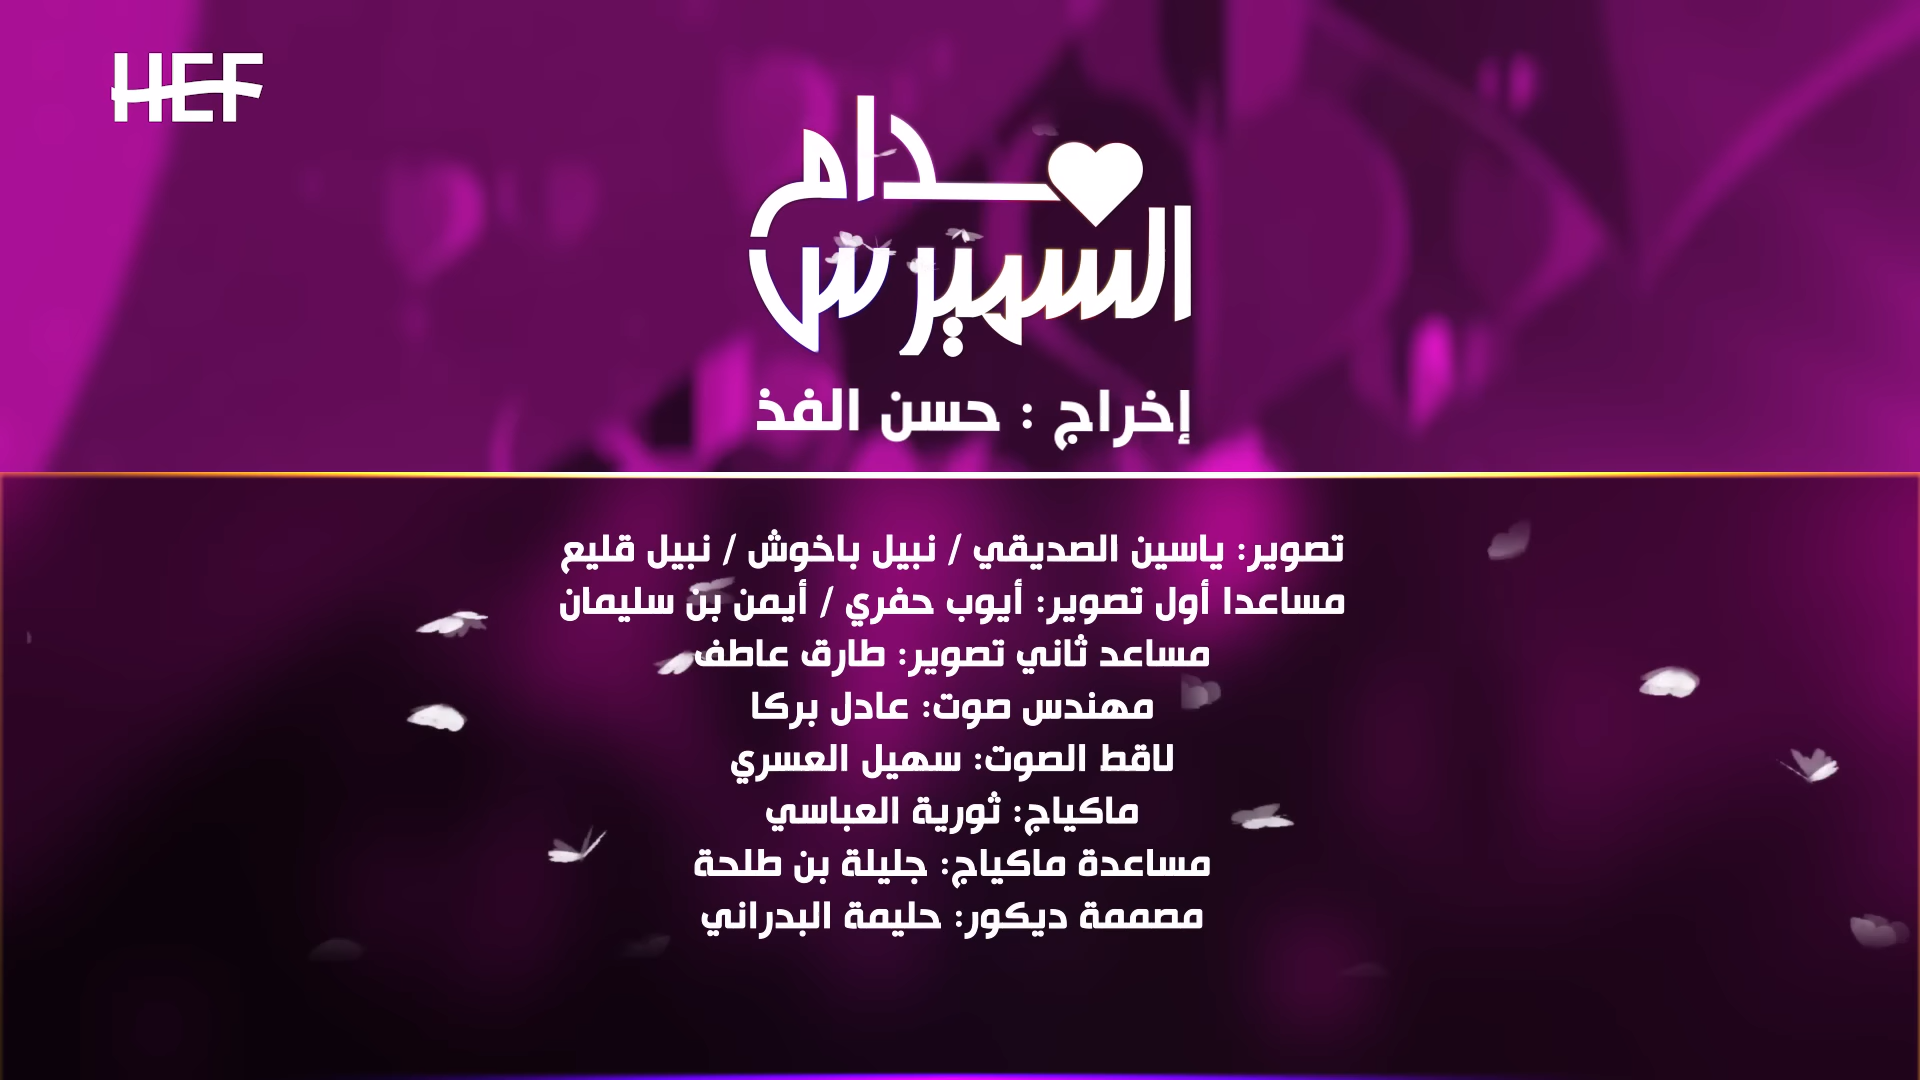 HEF
سدام
السميرس
إخراج : حسن الفذ
تصوير: ياسين الصديقي / نبيل باخوش / نبيل قليع
مساعدا أول تصوير: أيوب حفري / أيمن بن سليمان
مساعد ثاني تصوير: طارق عاطف
مهندس صوت: عادل بركا
لاقط الصوت: سهيل العسري
ماكياج: ثورية العباسي
مساعدة ماكياج: جليلة بن طلحة
مصممة ديكور: حليمة البدراني